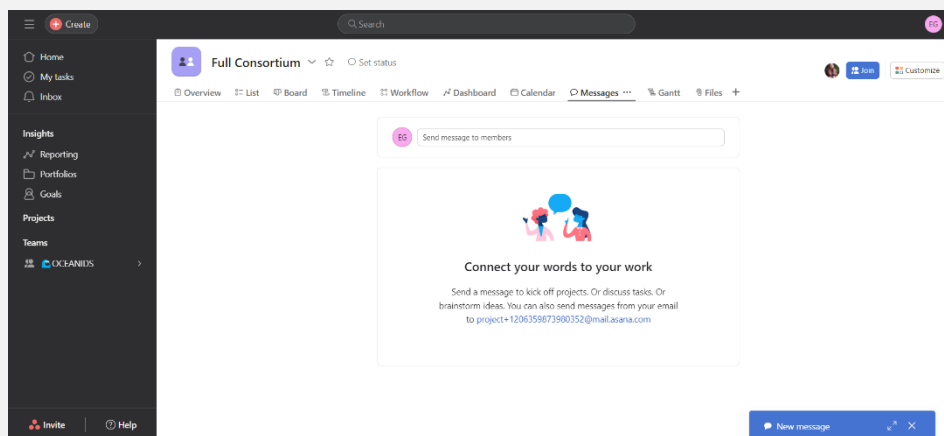 Create
Search
EG
Home
My tasks
Inbox
Insights
Reporting
Portfolios
Goals
Projects
Teams
OCEANIDS
Invite
Help
Full Consortium
Set status
Join
Customize
Overview List Board Timeline Workflow Dashboard Calendar Messages ... Gantt Files +
EG Send message to members
Connect your words to your work
Send a message to kick off projects. Or discuss tasks. Or
brainstorm ideas. You can also send messages from your email
to project+1206359873980352@mail.asana.com
New message